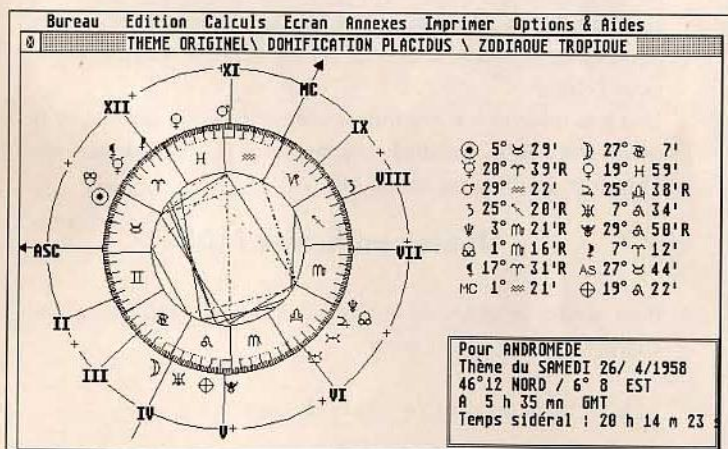 Bureau Edition Calculs Ecran Annexes Imprimer Options & Aides
THEME ORIGINEL\ DOMIFICATION PLACIDUS \ ZODIAQUE TROPIQUE
XI
MC
XII
IX
VIII
ASC
VII
II
III
VI
IV
V
☉ 5° ♉ 29' ☽ 27° ♋ 7'
☿ 20° ♈ 39'R ♀ 19° ♓ 59'
♂ 29° ♒ 22' ♃ 25° ♎ 38'R
♄ 25° ♐ 20'R ♅ 7° ♌ 34'
♆ 3° ♏ 21'R 29° ♌ 50'R
☊ 1° ♏ 16'R 7° ♈ 12'
⚸ 17° ♈ 31'R AS 27° ♉ 44'
MC 1° ♒ 21' ⊕ 19° ♌ 22'
Pour ANDROMEDE
Thème du SAMEDI 26/ 4/1958
46°12 NORD / 6° 8 EST
A 5 h 35 mn GMT
Temps sidéral : 20 h 14 m 23 s